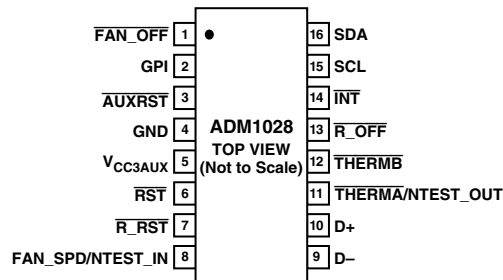 FAN_OFF 1 16 SDA
GPI 2 15 SCL
AUXRST 3 14 INT
GND 4 ADM1028 13 R_OFF
TOP VIEW
VCC3AUX 5 (Not to Scale) 12 THERMB
RST 6 11 THERMA/NTEST_OUT
R_RST 7 10 D+
FAN_SPD/NTEST_IN 8 9 D–